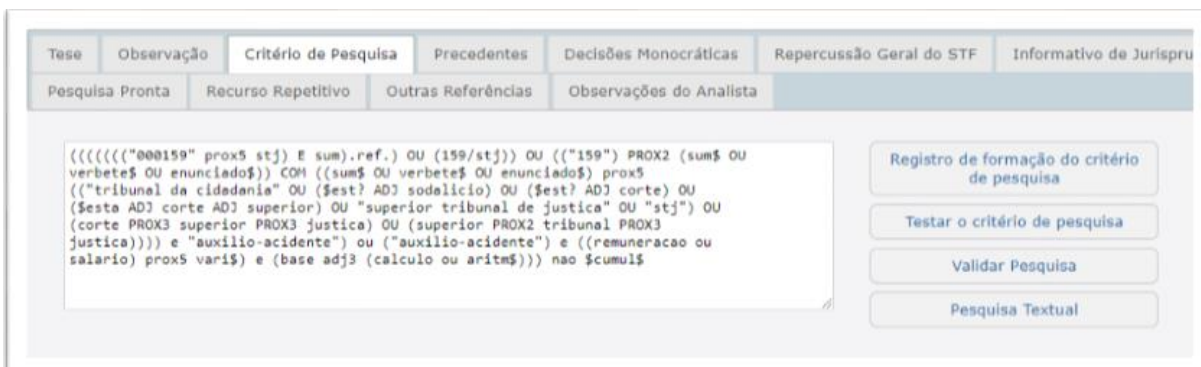 Tese Observação Critério de Pesquisa Precedentes Decisões Monocráticas Repercussão Geral do STF Informativo de Jurispru
Pesquisa Pronta Recurso Repetitivo Outras Referências Observações do Analista
((((((("000159" prox5 stj) E sum).ref.) OU (159/stj)) OU (("159") PROX2 (sum$ OU
verbete$ OU enunciado$)) COM ((sum$ OU verbete$ OU enunciado$) prox5
(("tribunal da cidadania" OU ($est? ADJ sodalicio) OU ($est? ADJ corte) OU
($esta ADJ corte ADJ superior) OU "superior tribunal de justica" OU "stj") OU
(corte PROX3 superior PROX3 justica) OU (superior PROX2 tribunal PROX3
justica)))) e "auxilio-acidente") ou ("auxilio-acidente") e ((remuneracao ou
salario) prox5 vari$) e (base adj3 (calculo ou aritm$))) nao $cumul$
Registro de formação do critério
de pesquisa
Testar o critério de pesquisa
Validar Pesquisa
Pesquisa Textual